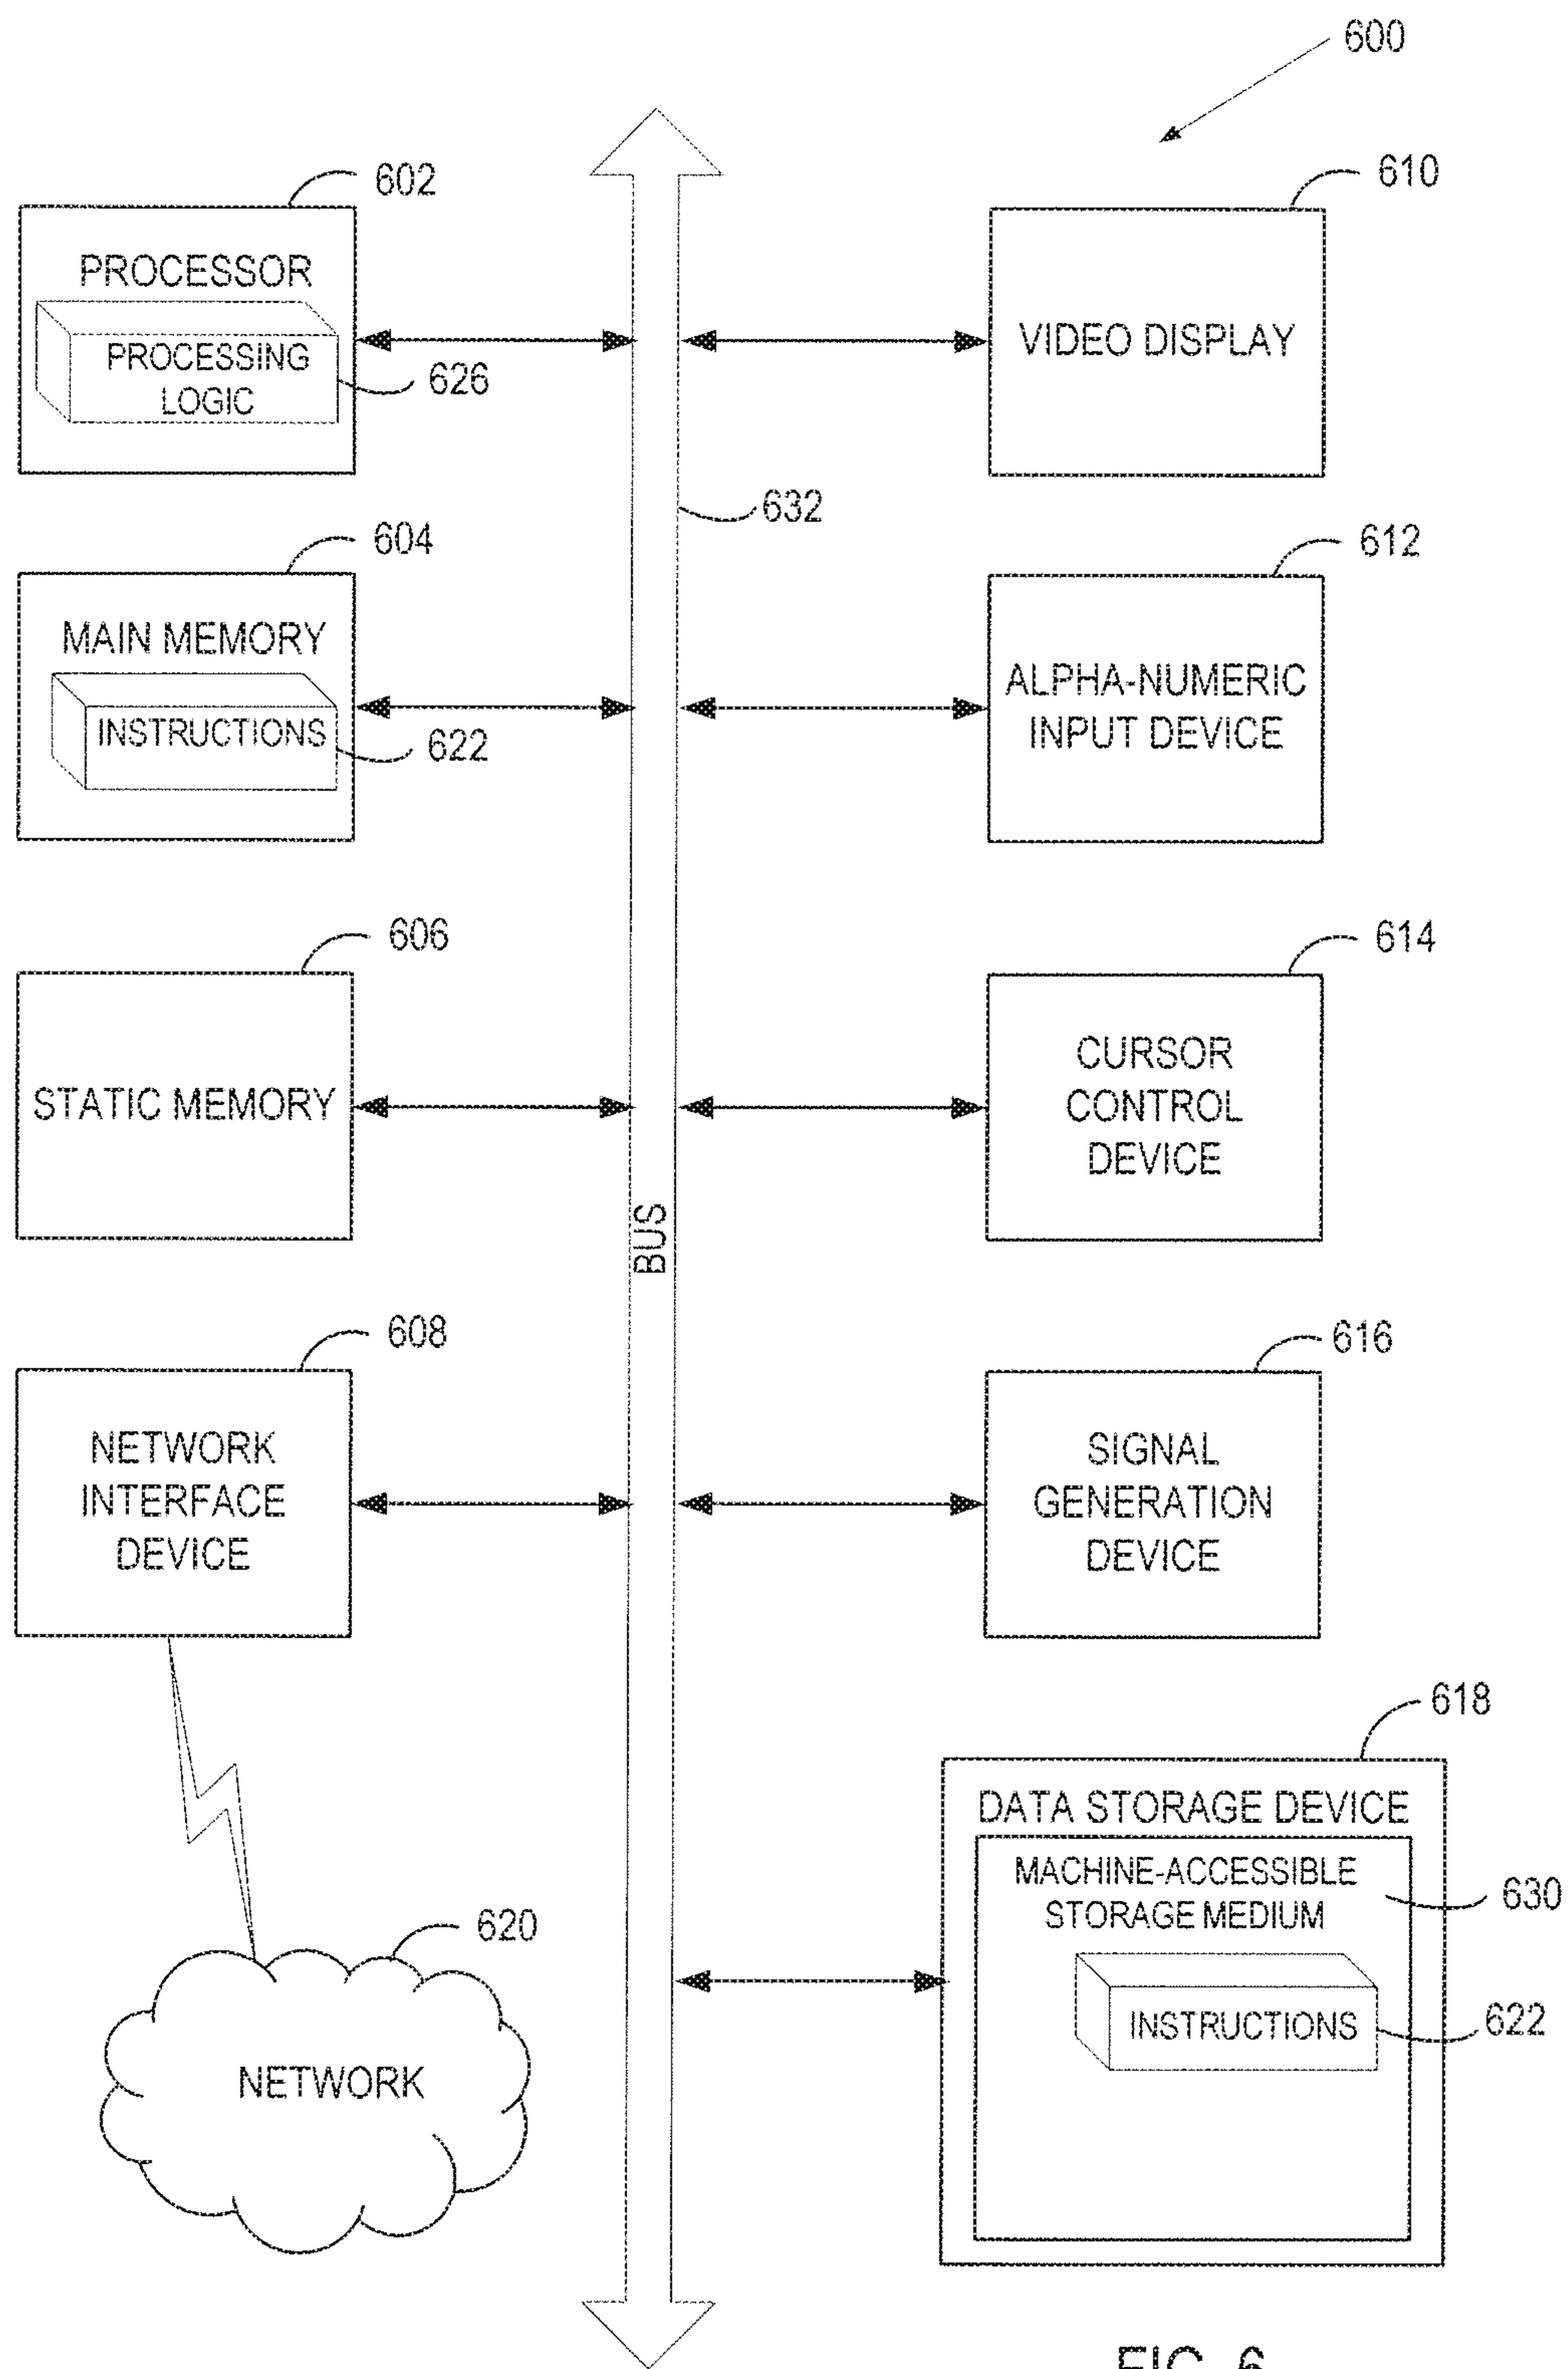 600
602
PROCESSOR
PROCESSING
LOGIC
626
610
VIDEO DISPLAY
632
604
MAIN MEMORY
INSTRUCTIONS
622
612
ALPHA-NUMERIC
INPUT DEVICE
606
STATIC MEMORY
614
CURSOR
CONTROL
DEVICE
BUS
608
NETWORK
INTERFACE
DEVICE
616
SIGNAL
GENERATION
DEVICE
618
DATA STORAGE DEVICE
MACHINE-ACCESSIBLE
STORAGE MEDIUM
630
INSTRUCTIONS
622
620
NETWORK
FIG. 6